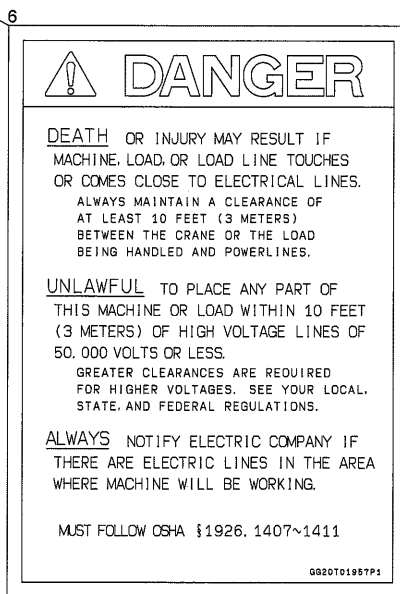 6
DANGER
DEATH OR INJURY MAY RESULT IF
MACHINE, LOAD, OR LOAD LINE TOUCHES
OR COMES CLOSE TO ELECTRICAL LINES.
ALWAYS MAINTAIN A CLEARANCE OF
AT LEAST 10 FEET (3 METERS)
BETWEEN THE CRANE OR THE LOAD
BEING HANDLED AND POWERLINES.
UNLAWFUL TO PLACE ANY PART OF
THIS MACHINE OR LOAD WITHIN 10 FEET
(3 METERS) OF HIGH VOLTAGE LINES OF
50. 000 VOLTS OR LESS.
GREATER CLEARANCES ARE REQUIRED
FOR HIGHER VOLTAGES. SEE YOUR LOCAL,
STATE, AND FEDERAL REGULATIONS.
ALWAYS NOTIFY ELECTRIC COMPANY IF
THERE ARE ELECTRIC LINES IN THE AREA
WHERE MACHINE WILL BE WORKING.
MUST FOLLOW OSHA §1926. 1407~1411
GG20T01957P1